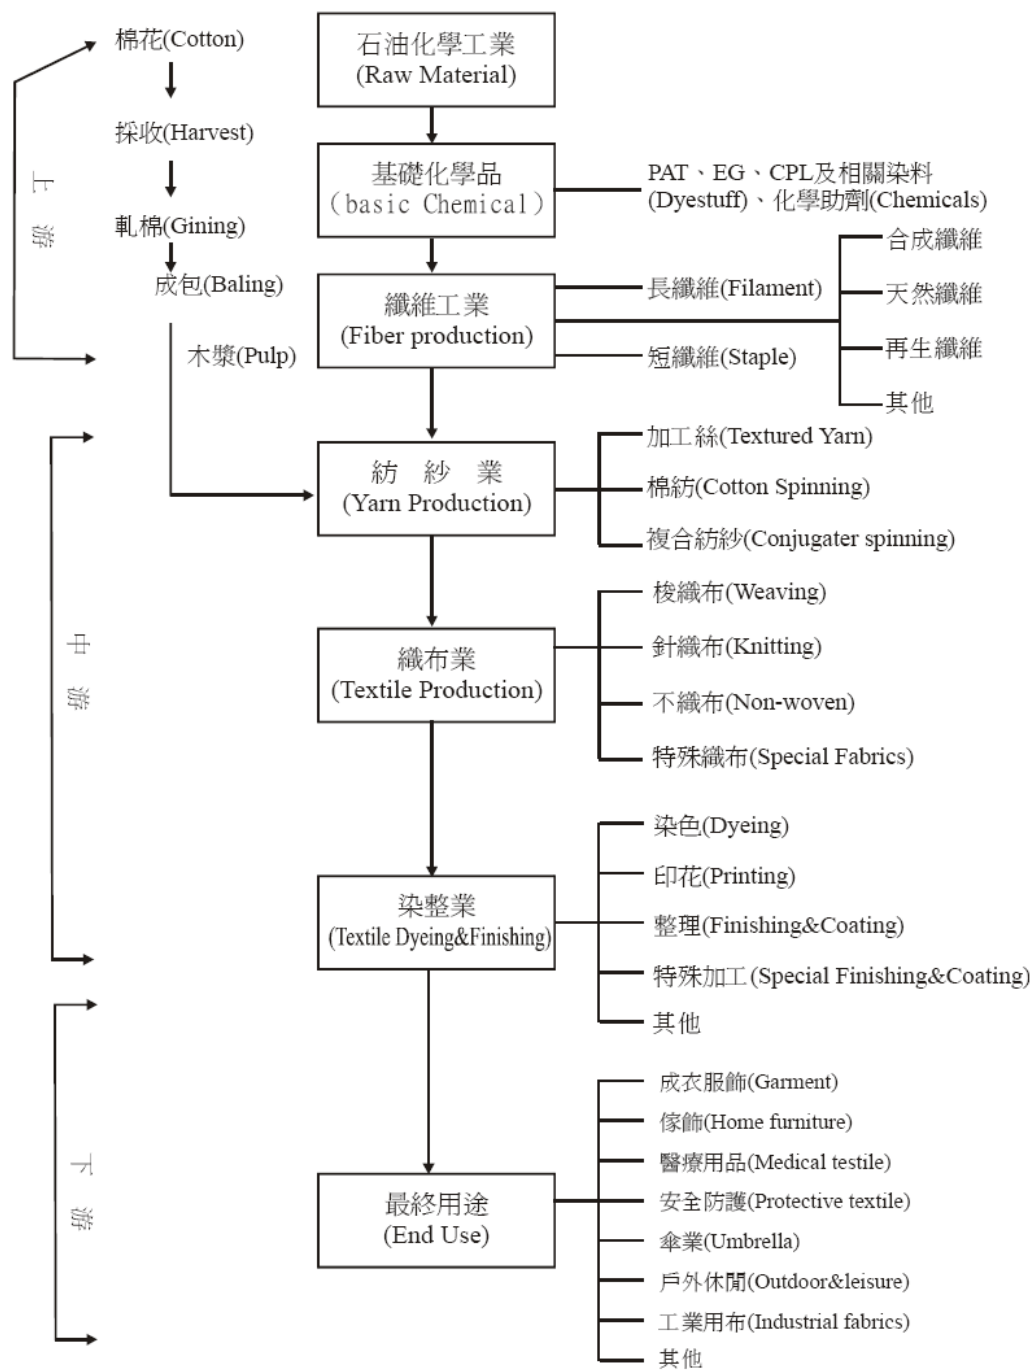 棉花(Cotton)
採收(Harvest)
軋棉(Gining)
成包(Baling)
木漿(Pulp)
上游
石油化學工業
(Raw Material)
基礎化學品
(basic Chemical)
PAT、EG、CPL及相關染料
(Dyestuff)、化學助劑(Chemicals)
纖維工業
(Fiber production)
長纖維(Filament)
短纖維(Staple)
合成纖維
天然纖維
再生纖維
其他
中游
紡 紗 業
(Yarn Production)
加工絲(Textured Yarn)
棉紡(Cotton Spinning)
複合紡紗(Conjugater spinning)
織布業
(Textile Production)
梭織布(Weaving)
針織布(Knitting)
不織布(Non-woven)
特殊織布(Special Fabrics)
染整業
(Textile Dyeing&Finishing)
染色(Dyeing)
印花(Printing)
整理(Finishing&Coating)
特殊加工(Special Finishing&Coating)
其他
下游
最終用途
(End Use)
成衣服飾(Garment)
傢飾(Home furniture)
醫療用品(Medical testile)
安全防護(Protective textile)
傘業(Umbrella)
戶外休閒(Outdoor&leisure)
工業用布(Industrial fabrics)
其他